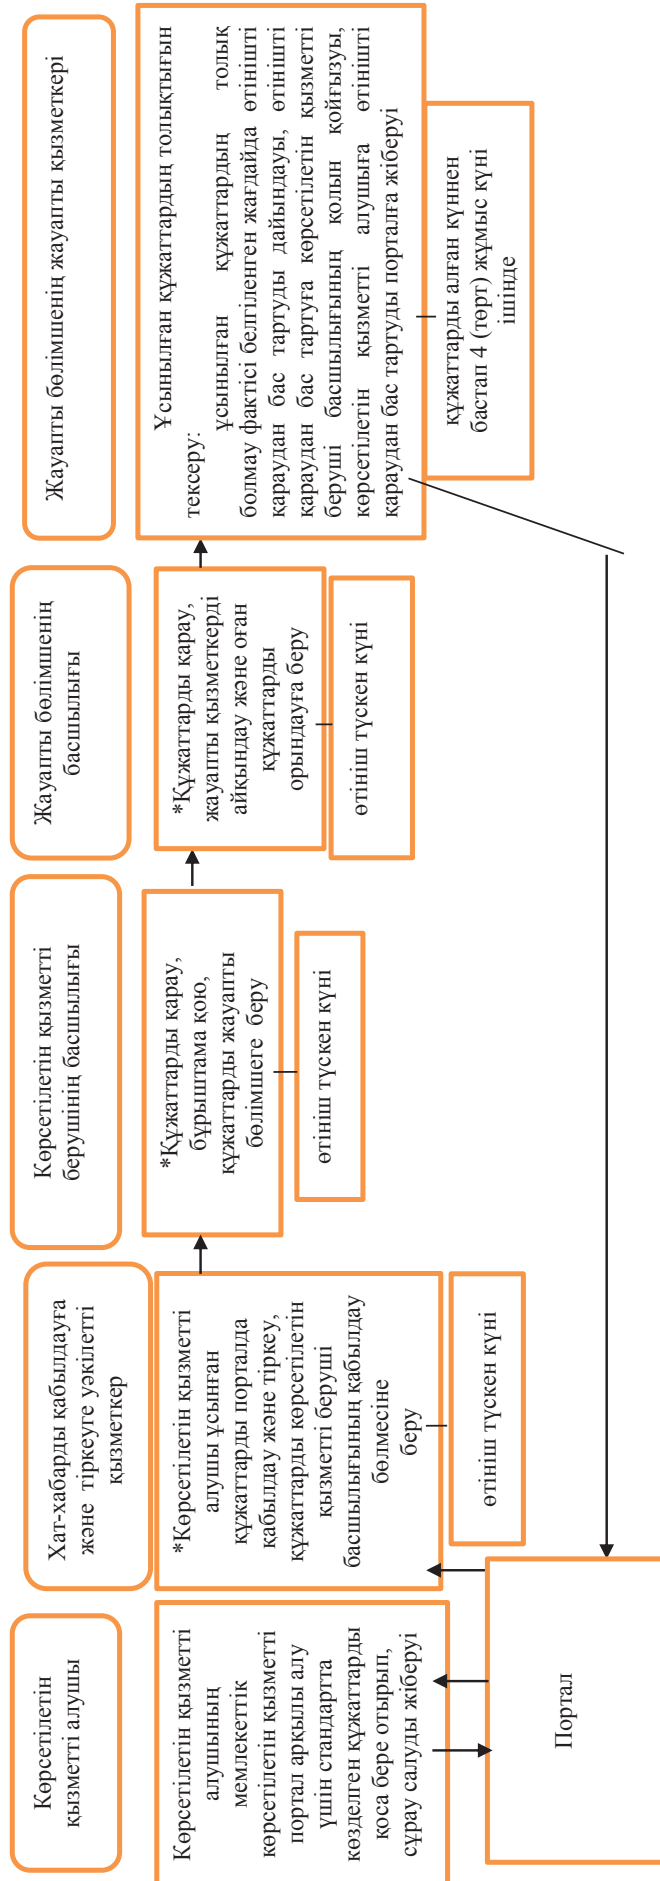 Көрсетілетін
қызметті алушы
Көрсетілетін қызметті
алушының
мемлекеттік
көрсетілетін қызметті
портал арқылы алу
үшін стандартта
көзделген құжаттарды
қоса бере отырып,
сұрау салуды жіберуі
Портал
Хат-хабарды қабылдауға
және тіркеуге уәкілетті
қызметкер
*Көрсетілетін қызметті
алушы ұсынған
құжаттарды порталда
қабылдау және тіркеу,
құжаттарды көрсетілетін
қызметті беруші
басшылығының қабылдау
бөлмесіне
беру
өтініш түскен күні
Көрсетілетін қызметті
берушінің басшылығы
*Құжаттарды қарау,
бұрыштама қою,
құжаттарды жауапты
бөлімшеге беру
өтініш түскен күні
Жауапты бөлімшенің
басшылығы
*Құжаттарды қарау,
жауапты қызметкерді
айқындау және оған
құжаттарды
орындауға беру
өтініш түскен күні
Жауапты бөлімшенің жауапты қызметкері
Ұсынылған құжаттардың толықтығын
тексеру:
ұсынылған құжаттардың толық
болмау фактісі белгіленген жағдайда өтінішті
қараудан бас тартуды дайындауы, өтінішті
қараудан бас тартуға көрсетілетін қызметті
беруші басшылығының қолын қойғызуы,
көрсетілетін қызметті алушыға өтінішті
қараудан бас тартуды порталға жіберуі
құжаттарды алған күннен
бастап 4 (төрт) жұмыс күні
ішінде